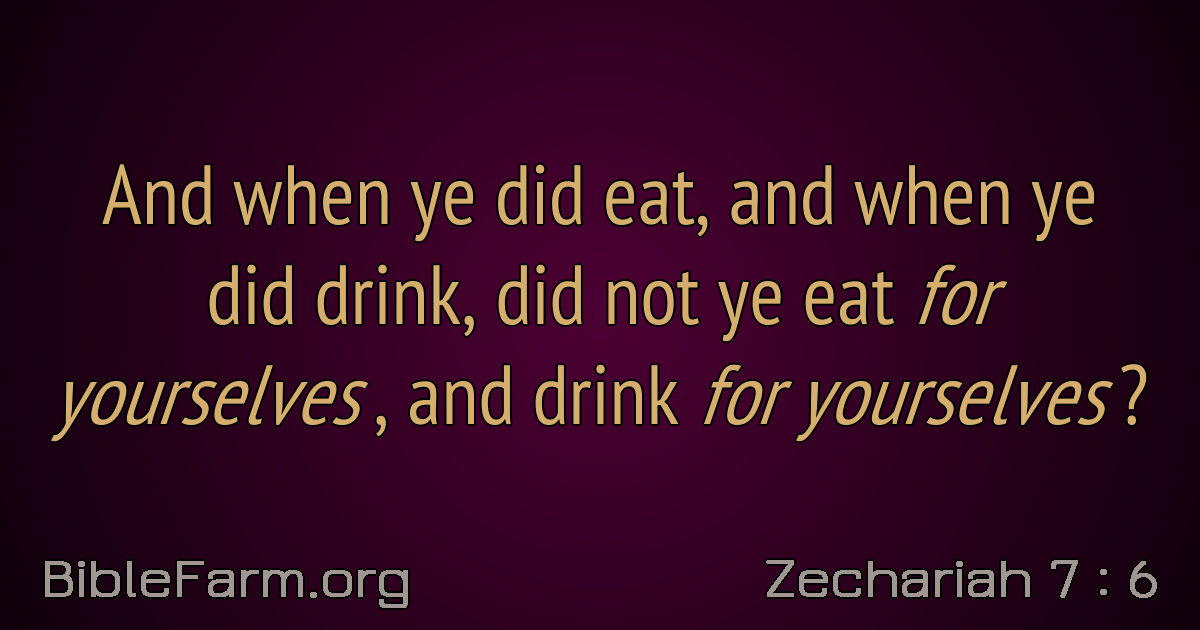 And when ye did eat, and when ye
did drink, did not ye eat for
yourselves , and drink for yourselves ?
BibleFarm.org
Zechariah 7 : 6